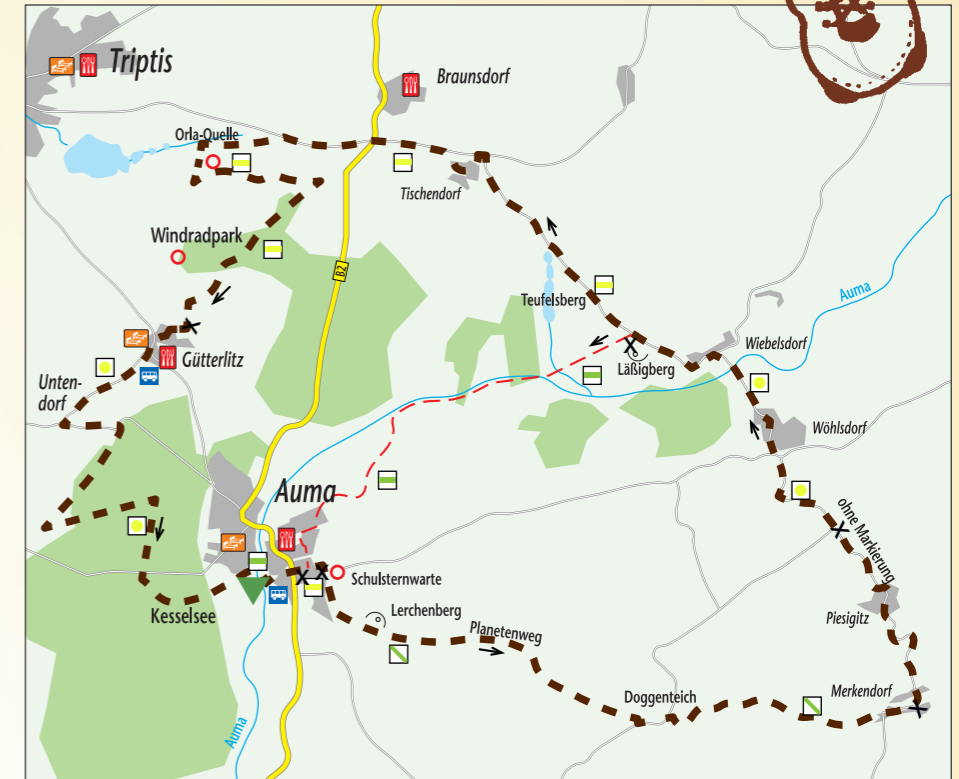 Triptis
Braunsdorf
Orla-Quelle
Tischendorf
Windradpark
B2
Auma
Teufelsberg
Wiebelsdorf
Läßigberg
Gütterlitz
Unten-
dorf
Wöhlsdorf
Auma
ohne Markierung
Schulsternwarte
Kesselsee
Lerchenberg
Piesigitz
Planetenweg
Merkendorf
Doggenteich
Auma